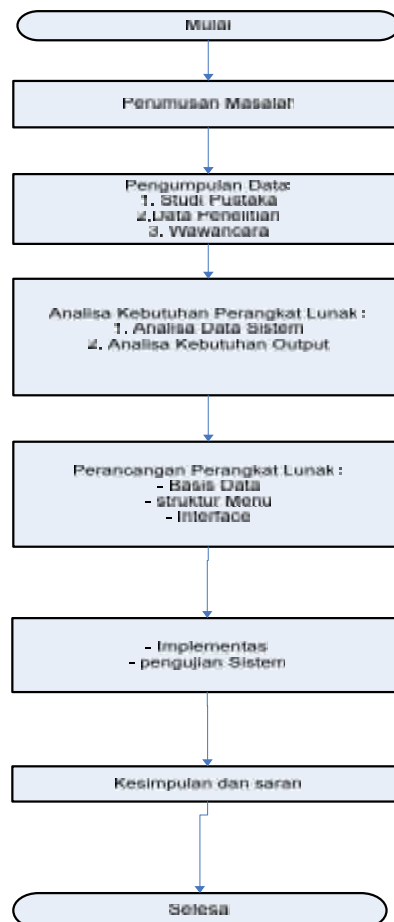 Mulai
Perumusan Masalah
Pengumpulan Data:
1. Studi Pustaka
2.Data Penelitian
3. Wawancara
Analisa Kebutuhan Perangkat Lunak :
1. Analisa Data Sistem
2. Analisa Kebutuhan Output
Perancangan Perangkat Lunak :
- Basis Data
- struktur Menu
- Interface
- Implementas
- pengujian Sistem
Kesimpulan dan saran
Selesa